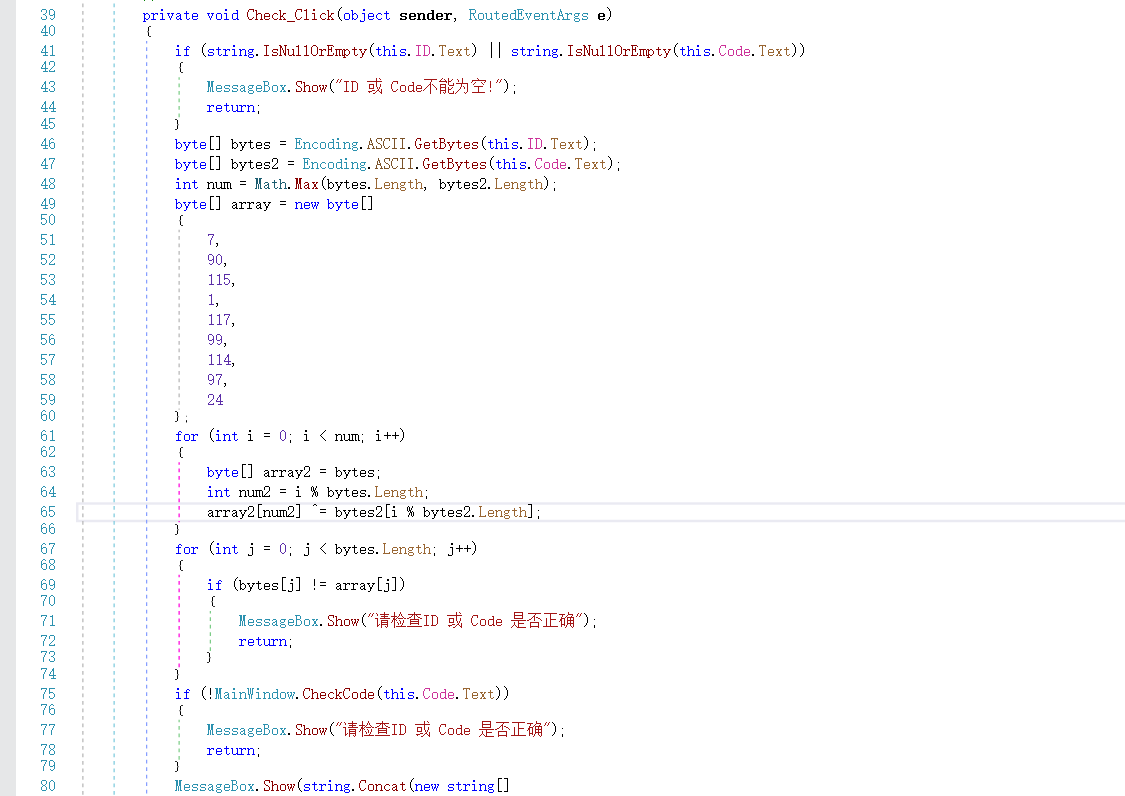 39 private void Check_Click(object sender, RoutedEventArgs e)
40 {
41 if (string.IsNullOrEmpty(this.ID.Text) || string.IsNullOrEmpty(this.Code.Text))
42 {
43 MessageBox.Show("ID 或 Code不能为空!");
44 return;
45 }
46 byte[] bytes = Encoding.ASCII.GetBytes(this.ID.Text);
47 byte[] bytes2 = Encoding.ASCII.GetBytes(this.Code.Text);
48 int num = Math.Max(bytes.Length, bytes2.Length);
49 byte[] array = new byte[]
50 {
51 7,
52 90,
53 115,
54 1,
55 117,
56 99,
57 114,
58 97,
59 24
60 };
61 for (int i = 0; i < num; i++)
62 {
63 byte[] array2 = bytes;
64 int num2 = i % bytes.Length;
65 array2[num2] ^= bytes2[i % bytes2.Length];
66 }
67 for (int j = 0; j < bytes.Length; j++)
68 {
69 if (bytes[j] != array[j])
70 {
71 MessageBox.Show("请检查ID 或 Code 是否正确");
72 return;
73 }
74 }
75 if (!MainWindow.CheckCode(this.Code.Text))
76 {
77 MessageBox.Show("请检查ID 或 Code 是否正确");
78 return;
79 }
80 MessageBox.Show(string.Concat(new string[]